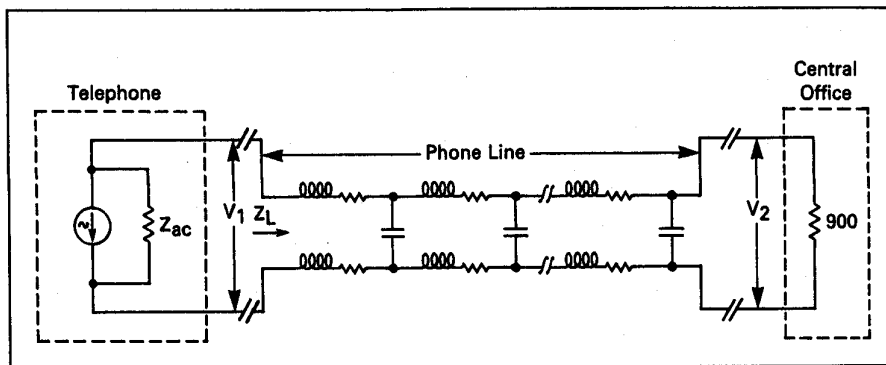 Telephone
Central
Office
Phone Line
Zac
V1
ZL
V2
900